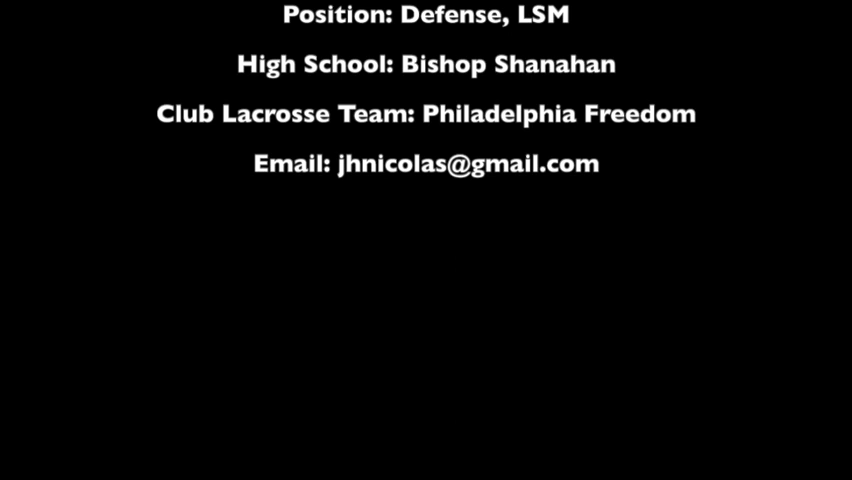 Position: Defense, LSM
High School: Bishop Shanahan
Club Lacrosse Team: Philadelphia Freedom
Email: jhnicolas@gmail.com